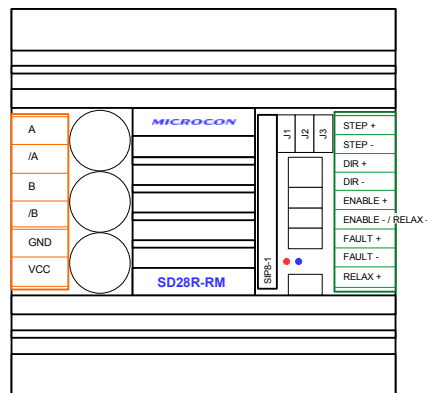 A
/A
B
/B
GND
VCC
MICROCON
SD28R-RM
SIP8-1
J1
J2
J3
STEP +
STEP -
DIR +
DIR -
ENABLE +
ENABLE - / RELAX -
FAULT +
FAULT -
RELAX +